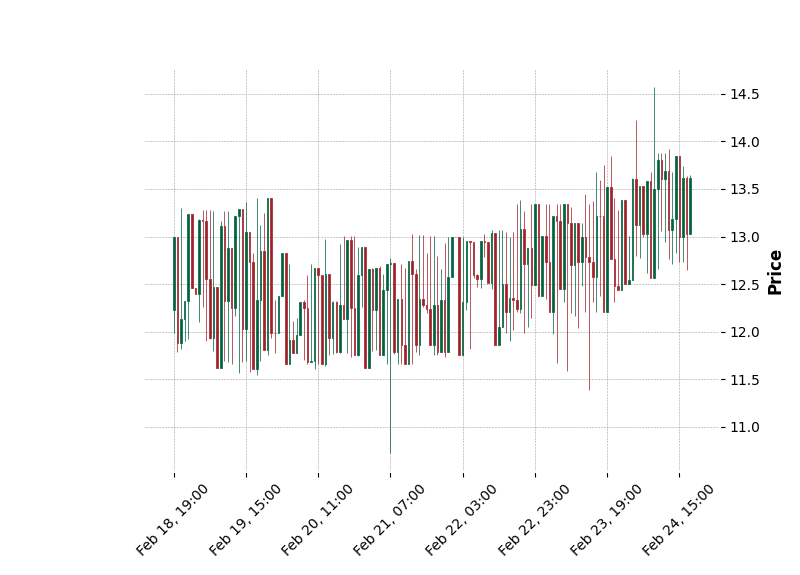 14.5
14.0
13.5
13.0
12.5
12.0
11.5
11.0
Price
Feb 18, 19:00
Feb 19, 15:00
Feb 20, 11:00
Feb 21, 07:00
Feb 22, 03:00
Feb 22, 23:00
Feb 23, 19:00
Feb 24, 15:00